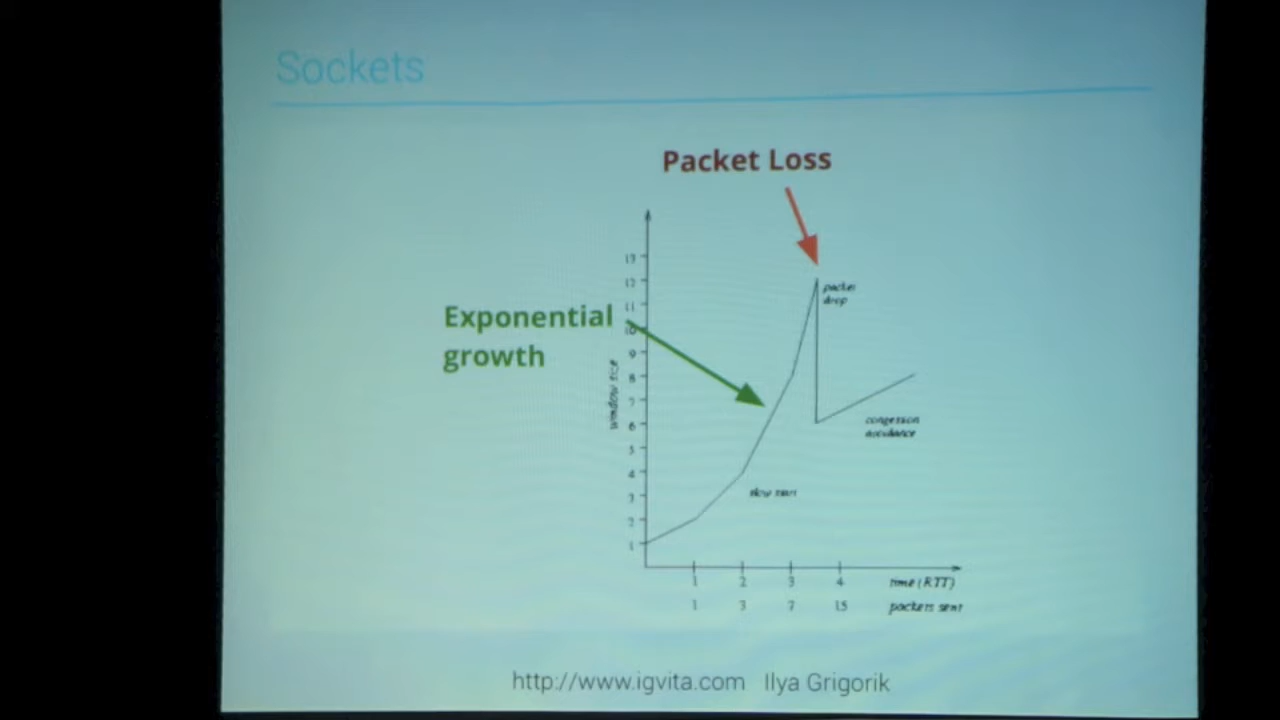 Sockets
Packet Loss
13
12
11
10
9
8
7
6
5
4
3
2
1
window size
packet
drop
Exponential
growth
congestion
avoidance
slow start
1 2 3 4 time (RTT)
1 3 7 15 packets sent
http://www.igvita.com Ilya Grigorik